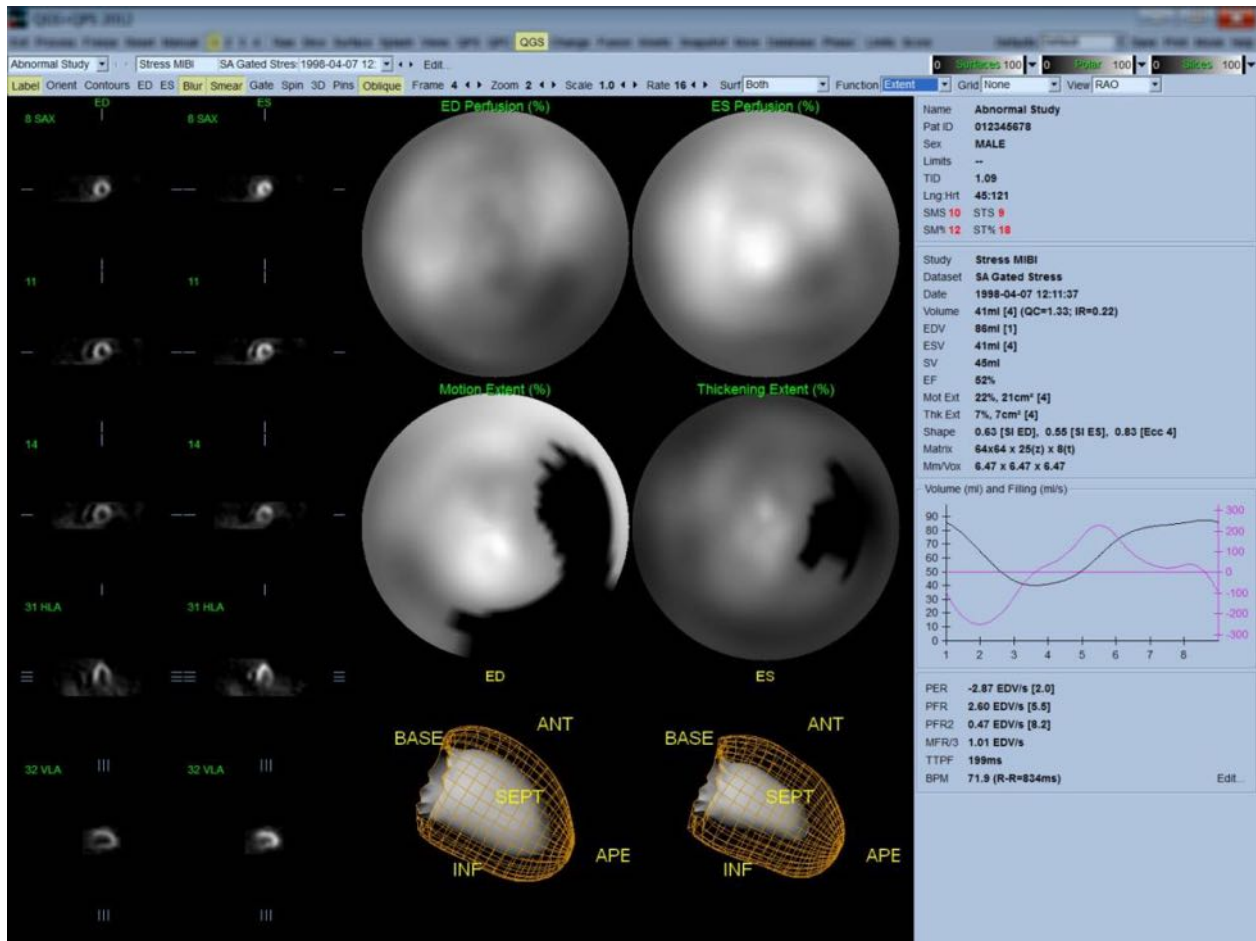 QGS+QPS 2012
QGS
Abnormal Study Stress MIBI SA Gated Stres: 1998-04-07 12: Edit...
0 Surfaces 100 0 Polar 100 0 Slices 100
Label Orient Contours ED ES Blur Smear Gate Spin 3D Pins Oblique Frame 4 Zoom 2 Scale 1.0 Rate 16 Surf Both Function Extent Grid None View RAO
ED ES
8 SAX 8 SAX
11 11
14 14
31 HLA 31 HLA
32 VLA 32 VLA
ED Perfusion (%) ES Perfusion (%)
Motion Extent (%) Thickening Extent (%)
ED ES
BASE ANT SEPT INF APE
BASE ANT SEPT INF APE
Name Abnormal Study
Pat ID 012345678
Sex MALE
Limits --
TID 1.09
Lng:Hrt 45:121
SMS 10 STS 9
SM% 12 ST% 18
Study Stress MIBI
Dataset SA Gated Stress
Date 1998-04-07 12:11:37
Volume 41ml [4] (QC=1.33; IR=0.22)
EDV 86ml [1]
ESV 41ml [4]
SV 45ml
EF 52%
Mot Ext 22%, 21cm² [4]
Thk Ext 7%, 7cm² [4]
Shape 0.63 [SI ED], 0.55 [SI ES], 0.83 [Ecc 4]
Matrix 64x64 x 25(z) x 8(t)
Mm/Vox 6.47 x 6.47 x 6.47
Volume (ml) and Filling (ml/s)
90 80 70 60 50 40 30 20 10 0
300 200 100 0 -100 -200 -300
1 2 3 4 5 6 7 8
PER -2.87 EDV/s [2.0]
PFR 2.60 EDV/s [5.5]
PFR2 0.47 EDV/s [8.2]
MFR/3 1.01 EDV/s
TTPF 199ms
BPM 71.9 (R-R=834ms) Edit...